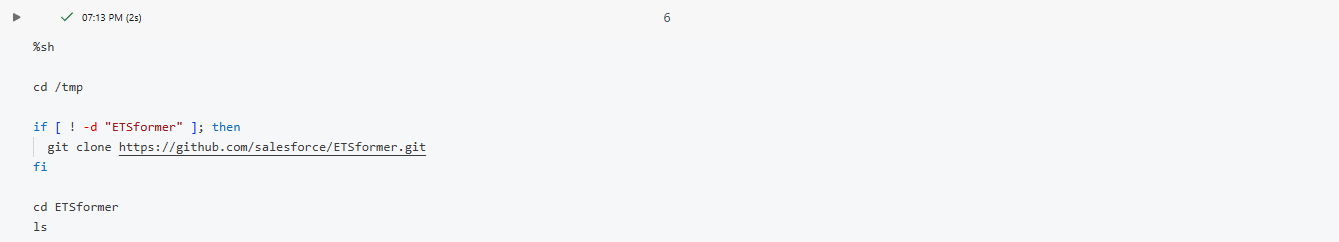 07:13 PM (2s)
6
%sh
cd /tmp
if [ ! -d "ETSformer" ]; then
git clone https://github.com/salesforce/ETSformer.git
fi
cd ETSformer
ls